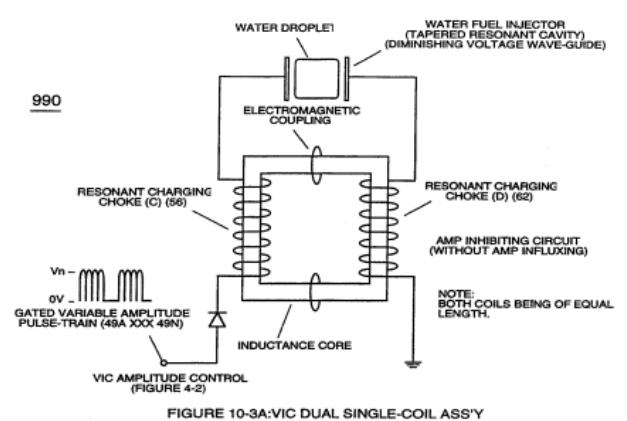 WATER DROPLET
WATER FUEL INJECTOR
(TAPERED RESONANT CAVITY)
(DIMINISHING VOLTAGE WAVE-GUIDE)
990
ELECTROMAGNETIC
COUPLING
RESONANT CHARGING
CHOKE (C) (56)
RESONANT CHARGING
CHOKE (D) (62)
AMP INHIBITING CIRCUIT
(WITHOUT AMP INFLUXING)
Vn
0V
GATED VARIABLE AMPLITUDE
PULSE-TRAIN (49A XXX 49N)
NOTE:
BOTH COILS BEING OF EQUAL
LENGTH.
INDUCTANCE CORE
VIC AMPLITUDE CONTROL
(FIGURE 4-2)
FIGURE 10-3A:VIC DUAL SINGLE-COIL ASS'Y